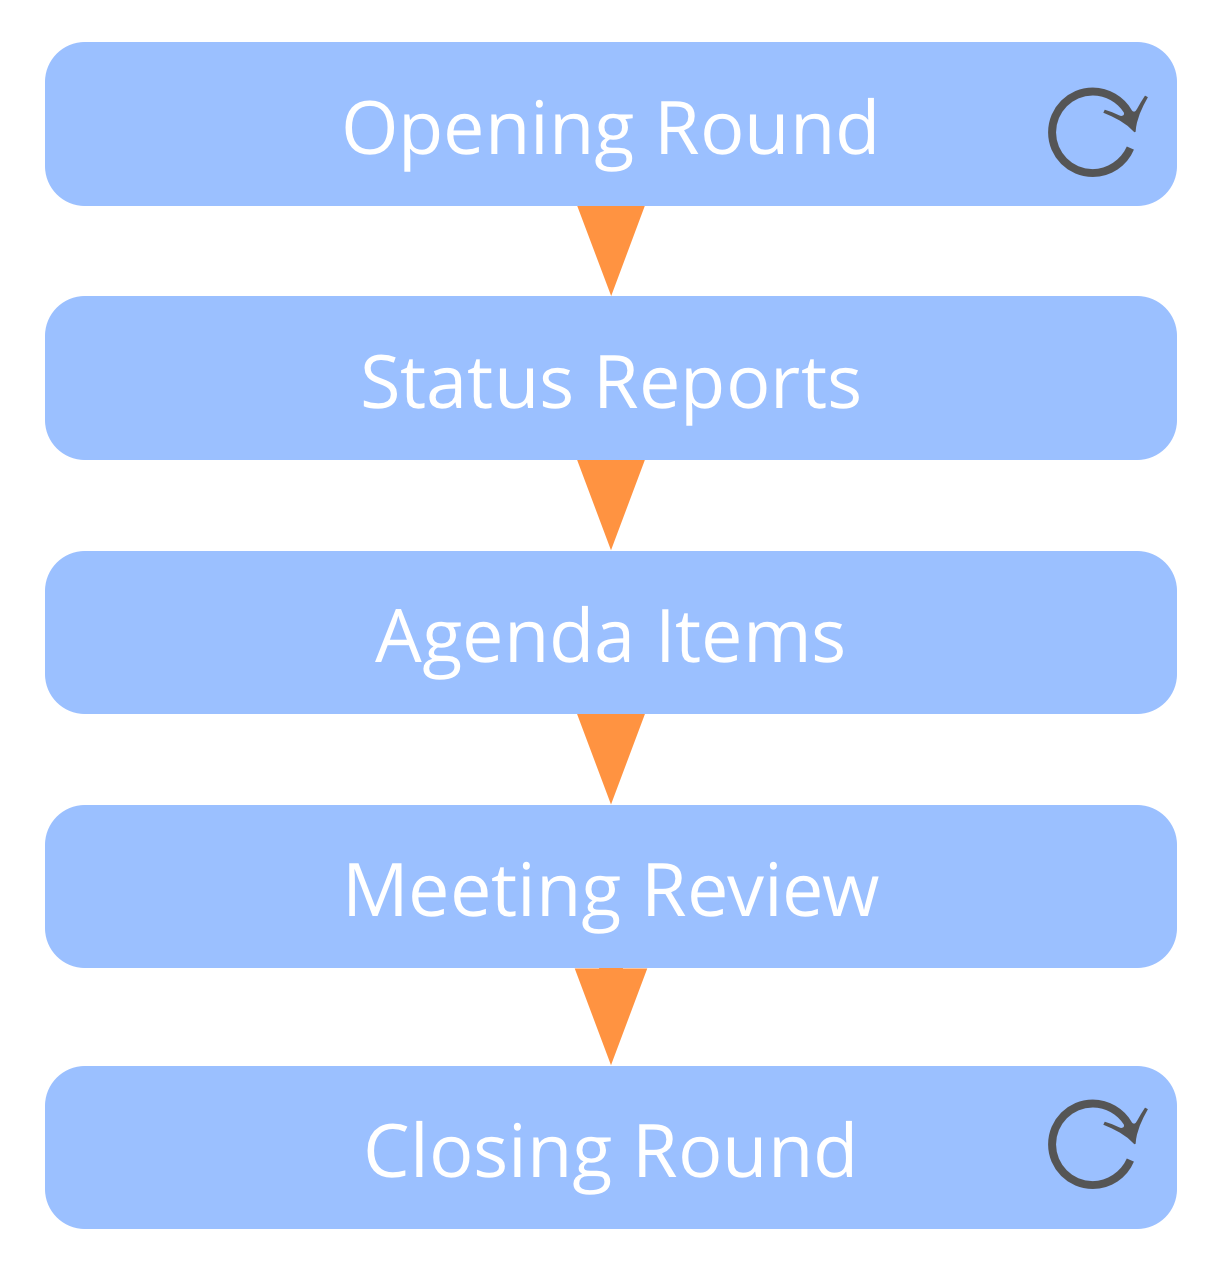 Opening Round
Status Reports
Agenda Items
Meeting Review
Closing Round